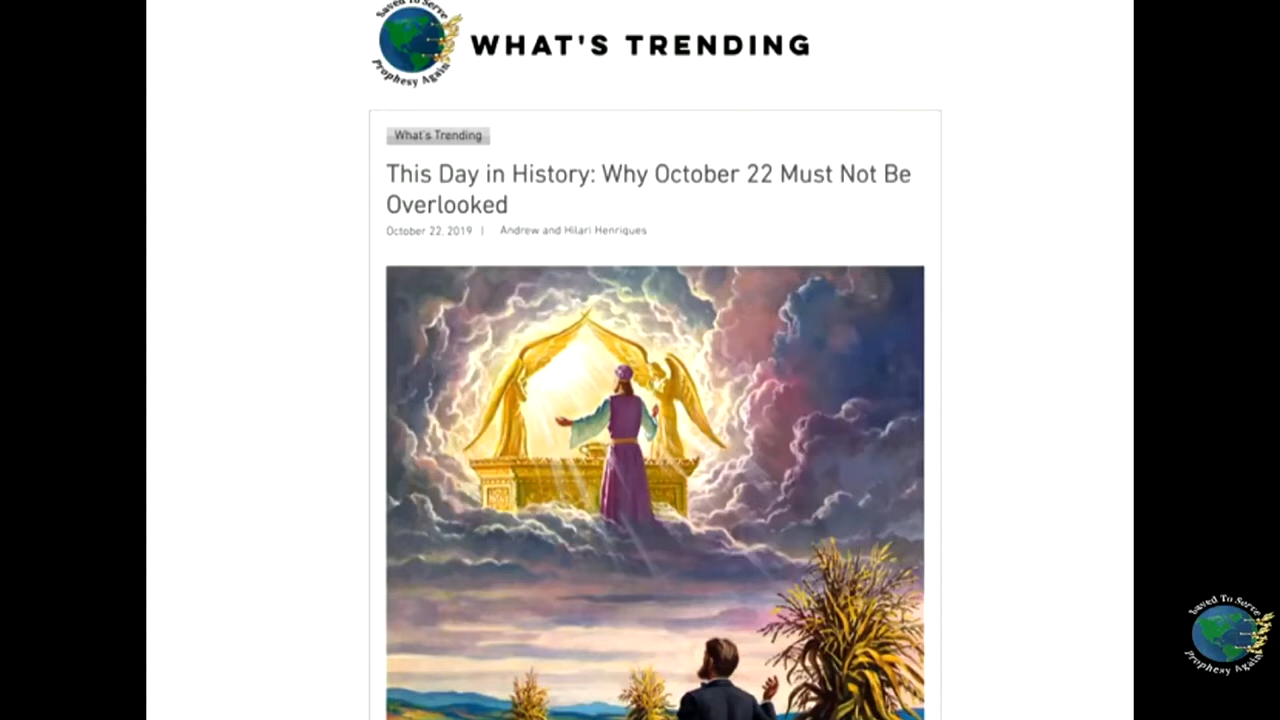 Saved To Serve
Prophesy Again
WHAT'S TRENDING
What's Trending
This Day in History: Why October 22 Must Not Be
Overlooked
October 22, 2019 | Andrew and Hilari Henriques
Saved To Serve
Prophesy Again